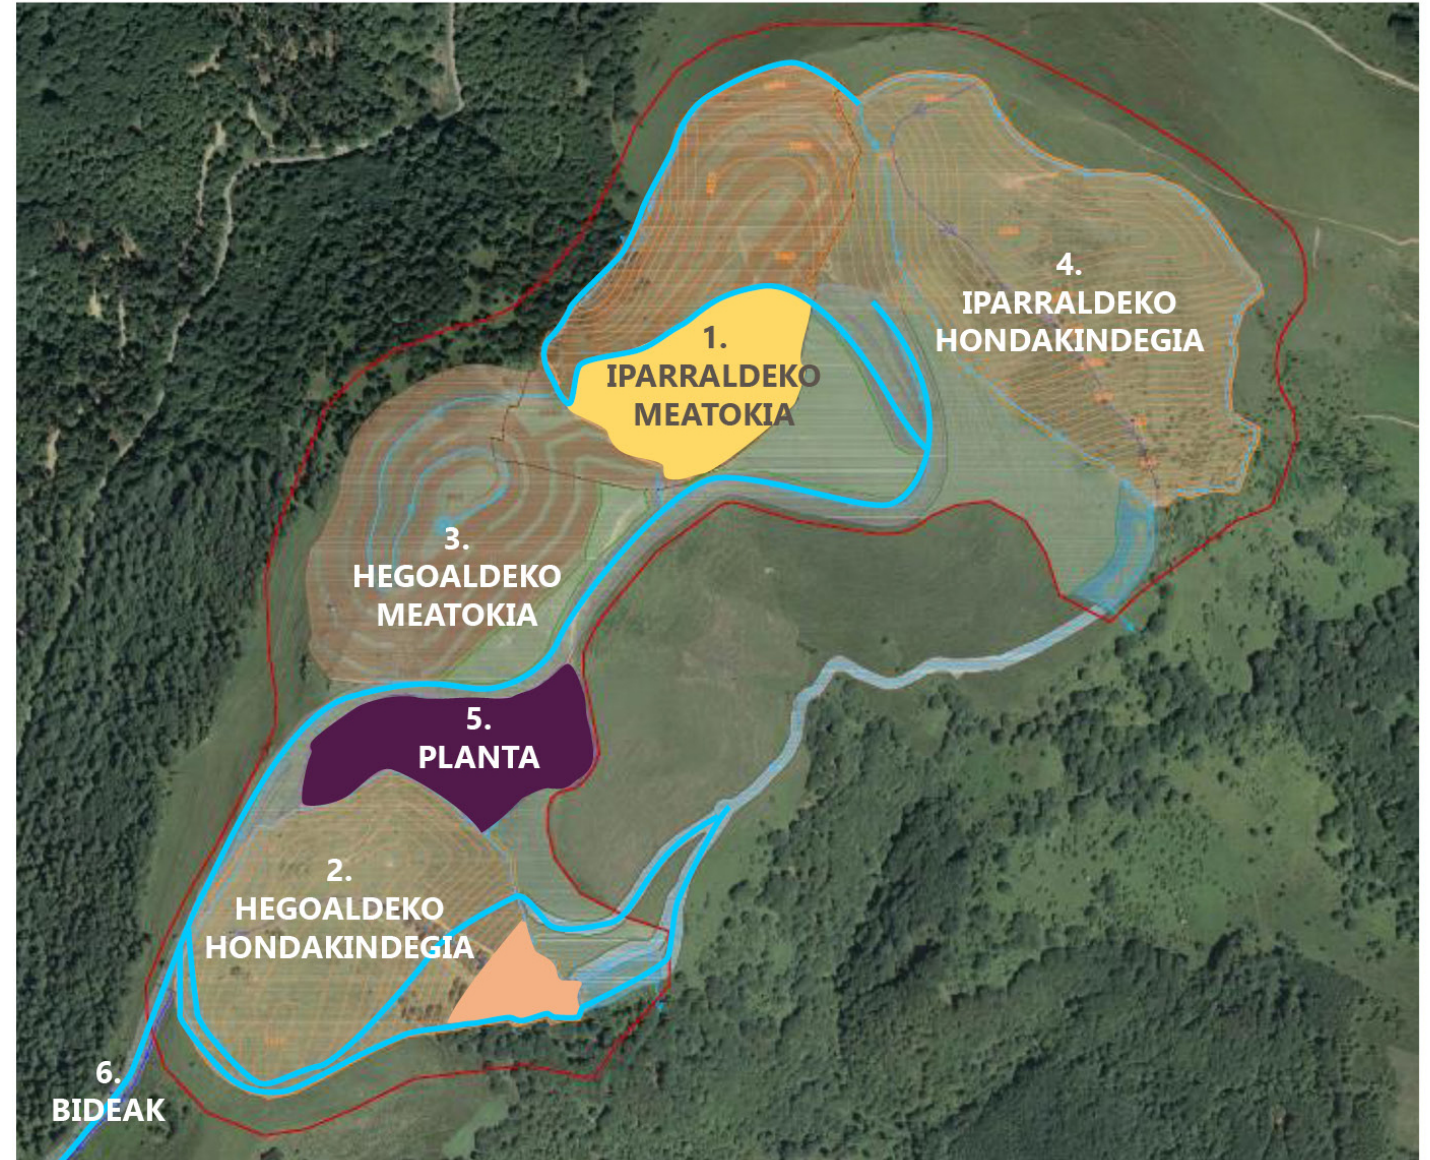 4.
IPARRALDEKO
HONDAKINDEGIA
1.
IPARRALDEKO
MEATOKIA
3.
HEGOALDEKO
MEATOKIA
5.
PLANTA
2.
HEGOALDEKO
HONDAKINDEGIA
6.
BIDEAK